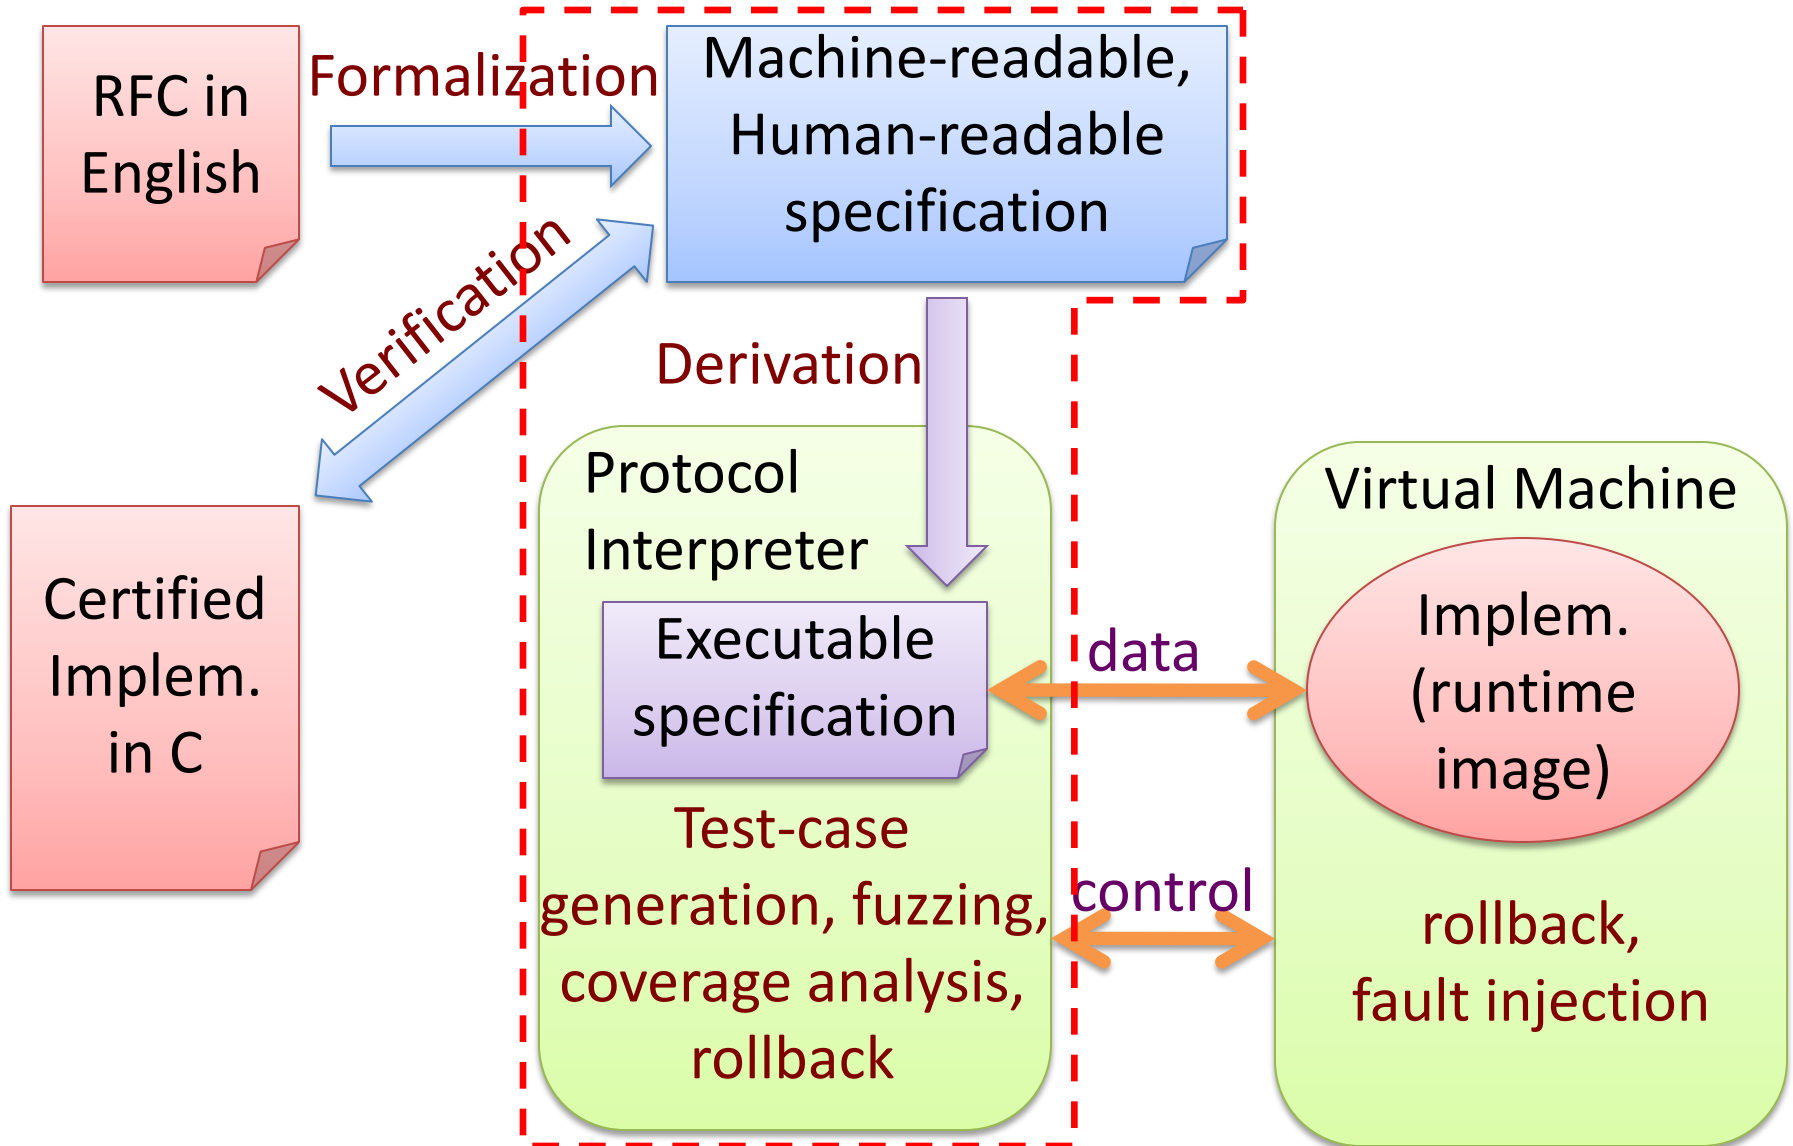 RFC in
English
Formalization
Machine-readable,
Human-readable
specification
Verification
Derivation
Certified
Implem.
in C
Protocol
Interpreter
Executable
specification
Test-case
generation, fuzzing,
coverage analysis,
rollback
data
control
Virtual Machine
Implem.
(runtime
image)
rollback,
fault injection